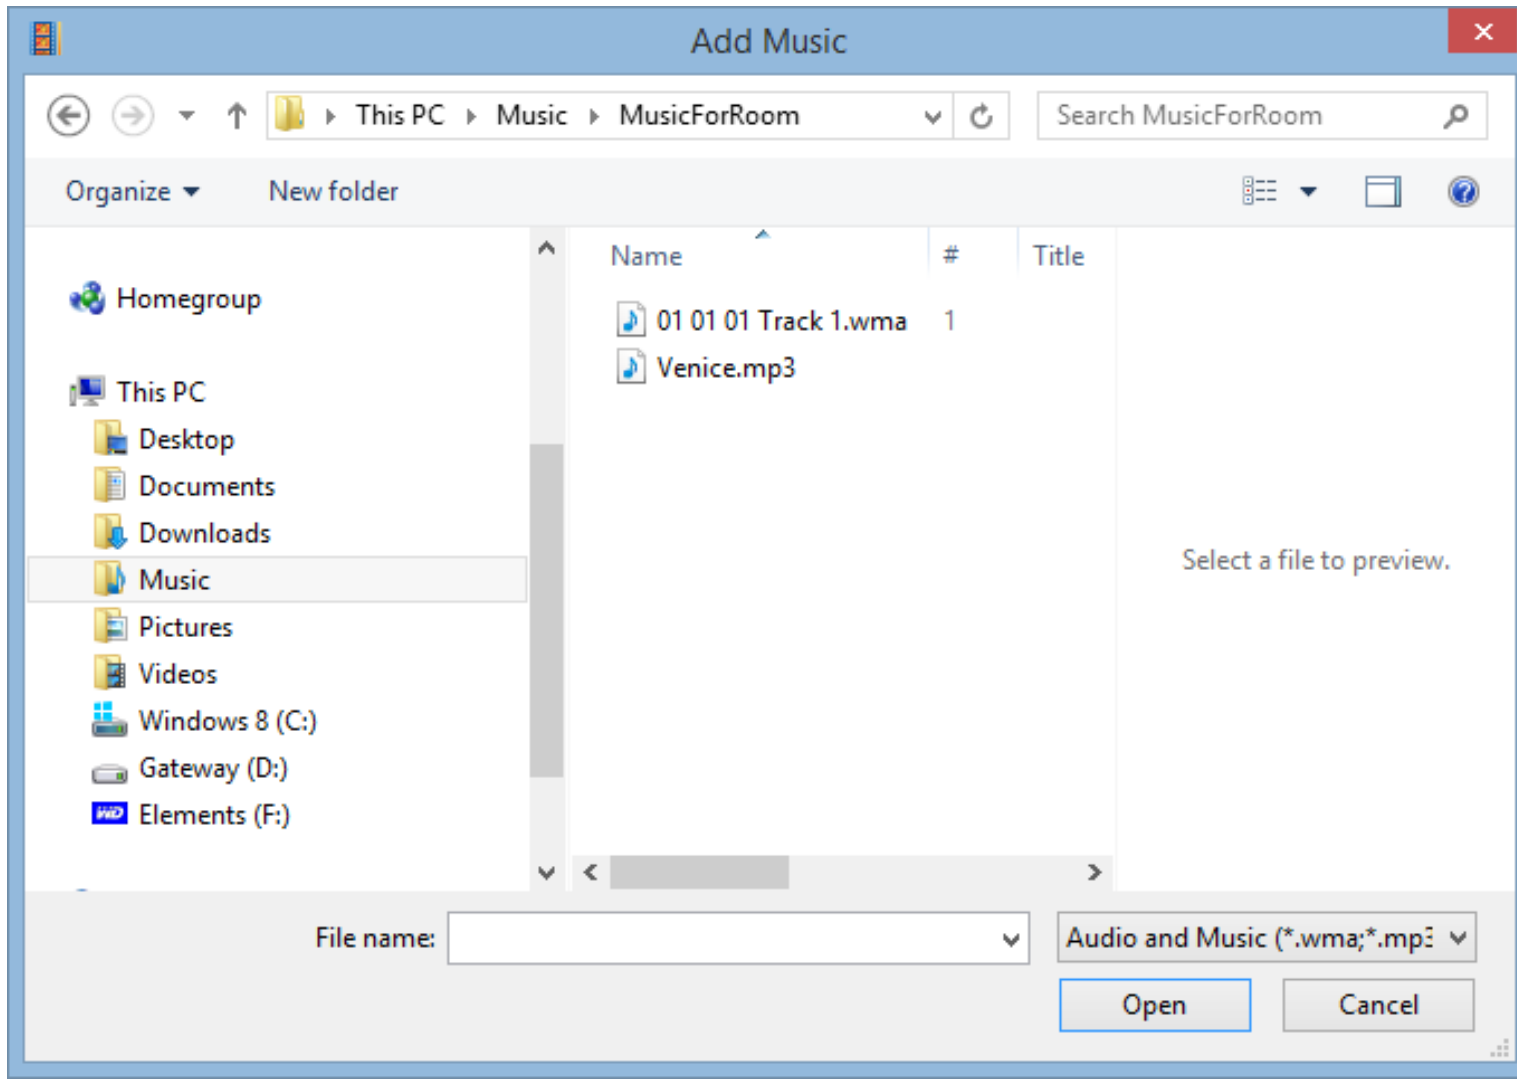 Add Music
This PC Music MusicForRoom
Search MusicForRoom
Organize New folder
Name # Title
Homegroup
This PC
Desktop
Documents
Downloads
Music
Pictures
Videos
Windows 8 (C:)
Gateway (D:)
WD Elements (F:)
01 01 01 Track 1.wma 1
Venice.mp3
Select a file to preview.
File name:
Audio and Music (*.wma;*.mp3
Open Cancel